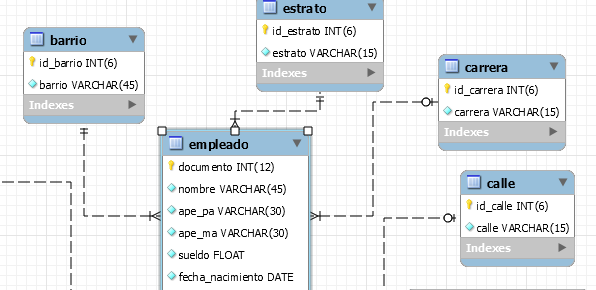 estrato
id_estrato INT(6)
estrato VARCHAR(15)
Indexes
barrio
id_barrio INT(6)
barrio VARCHAR(45)
Indexes
carrera
id_carrera INT(6)
carrera VARCHAR(15)
Indexes
empleado
documento INT(12)
nombre VARCHAR(45)
ape_pa VARCHAR(30)
ape_ma VARCHAR(30)
sueldo FLOAT
fecha_nacimiento DATE
calle
id_calle INT(6)
calle VARCHAR(15)
Indexes